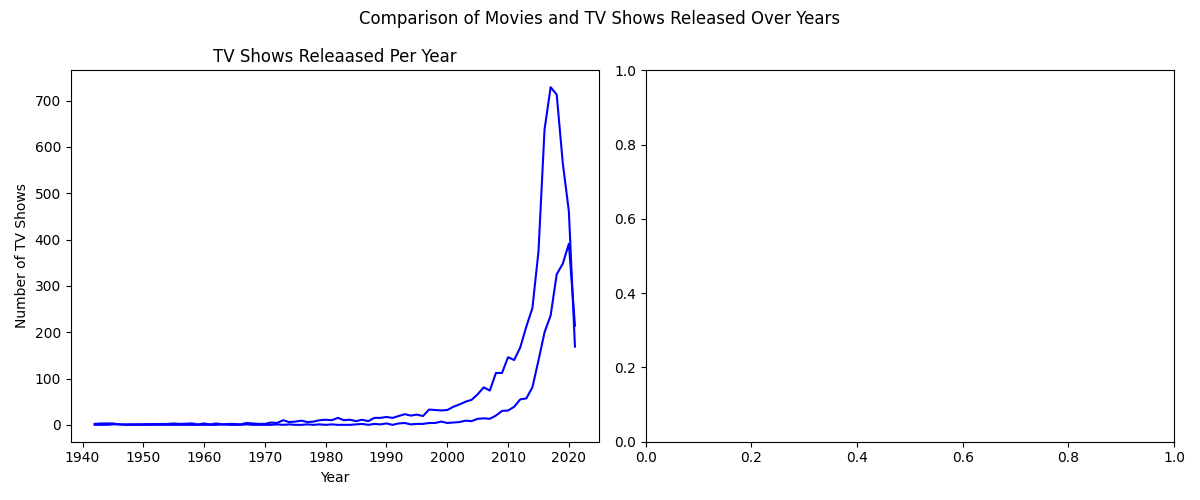 Comparison of Movies and TV Shows Released Over Years
TV Shows Releaased Per Year
700
600
500
400
300
200
100
0
Number of TV Shows
1940 1950 1960 1970 1980 1990 2000 2010 2020
Year
1.0
0.8
0.6
0.4
0.2
0.0
0.0 0.2 0.4 0.6 0.8 1.0